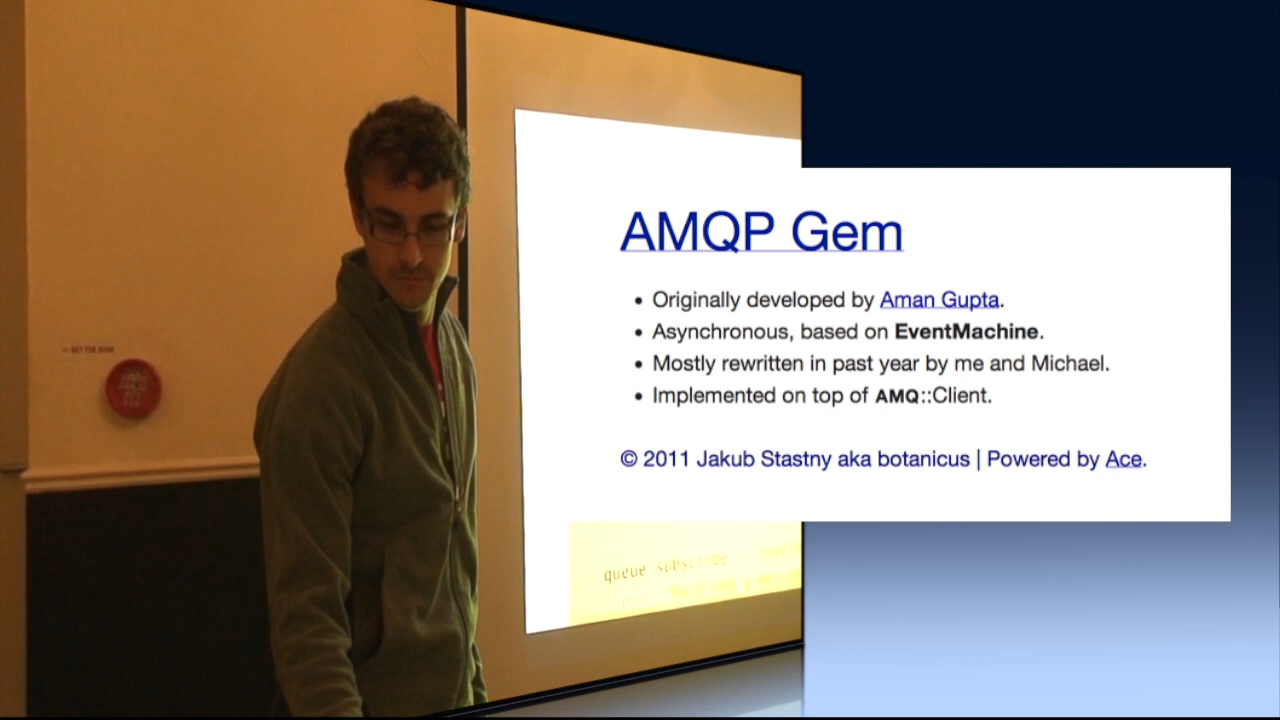 AMQP Gem
• Originally developed by Aman Gupta.
• Asynchronous, based on EventMachine.
• Mostly rewritten in past year by me and Michael.
• Implemented on top of AMQ::Client.
© 2011 Jakub Stastny aka botanicus | Powered by Ace.
queue subscribe